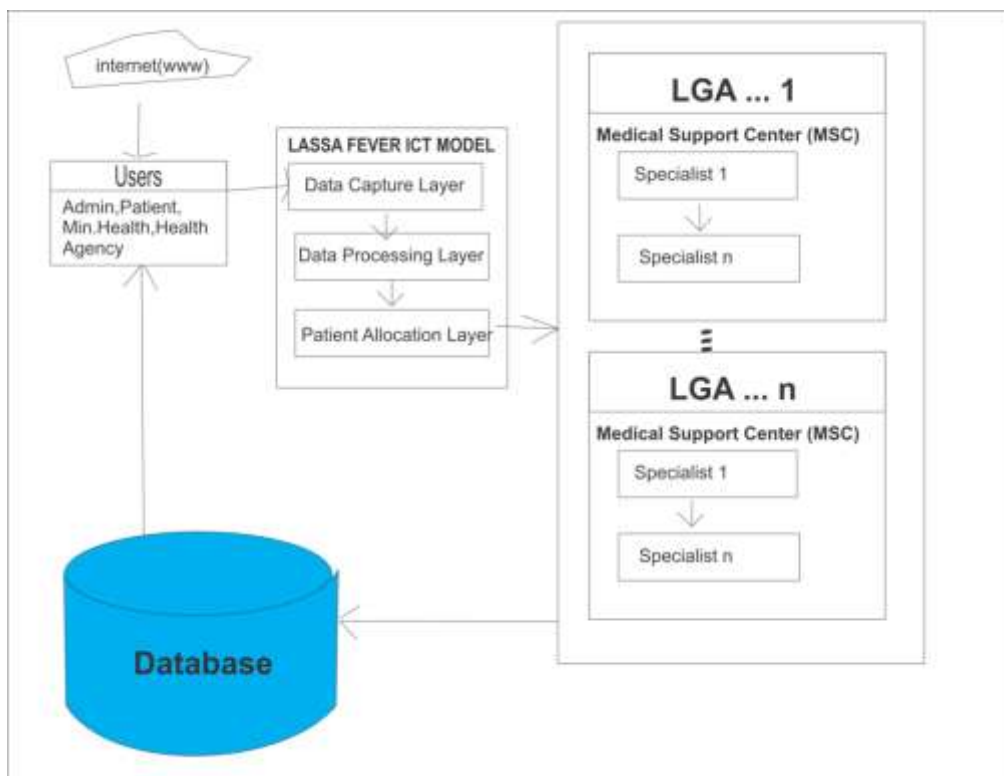 internet(www)
Users
Admin,Patient,
Min.Health,Health
Agency
LASSA FEVER ICT MODEL
Data Capture Layer
Data Processing Layer
Patient Allocation Layer
LGA ... 1
Medical Support Center (MSC)
Specialist 1
Specialist n
LGA ... n
Medical Support Center (MSC)
Specialist 1
Specialist n
Database